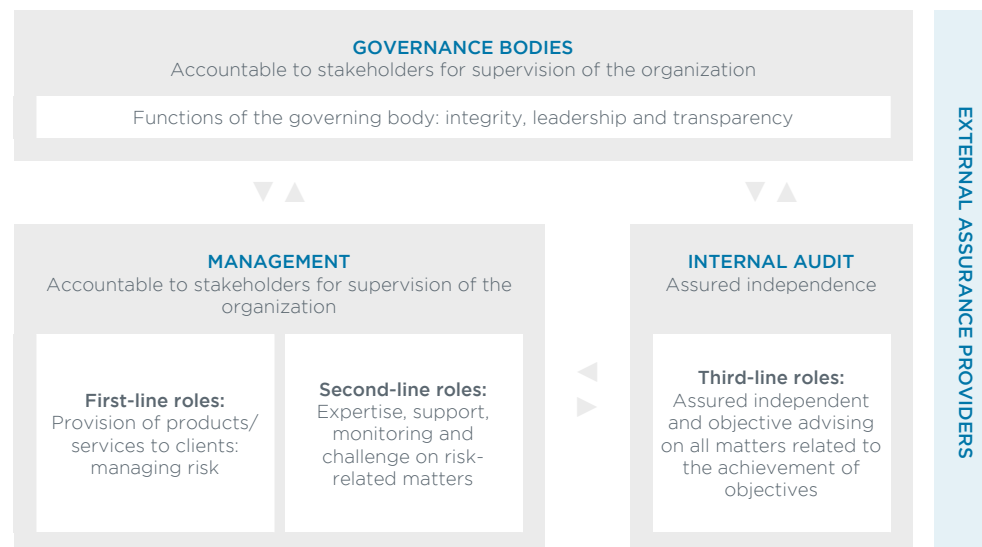 GOVERNANCE BODIES
Accountable to stakeholders for supervision of the organization
Functions of the governing body: integrity, leadership and transparency
MANAGEMENT
Accountable to stakeholders for supervision of the
organization
First-line roles:
Provision of products/
services to clients:
managing risk
Second-line roles:
Expertise, support,
monitoring and
challenge on risk-
related matters
INTERNAL AUDIT
Assured independence
Third-line roles:
Assured independent
and objective advising
on all matters related to
the achievement of
objectives
EXTERNAL ASSURANCE PROVIDERS